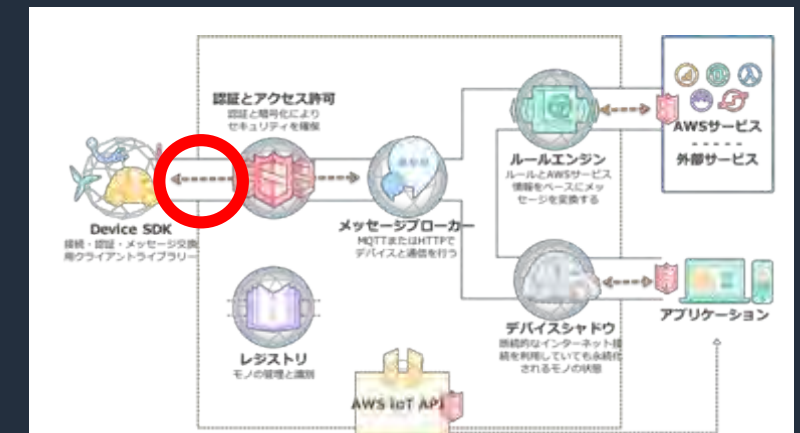 認証とアクセス許可
認証と暗号化により
セキュリティを確保
Device SDK
接続・認証・メッセージ交換
用クライアントライブラリー
メッセージブローカー
MQTTまたはHTTPで
デバイスと通信を行う
ルールエンジン
ルールとAWSサービス
情報をベースにメッ
セージを変換する
AWSサービス
-----
外部サービス
レジストリ
モノの管理と識別
デバイスシャドウ
断続的なインターネット接
続を利用していても永続化
されるモノの状態
アプリケーション
AWS IoT API